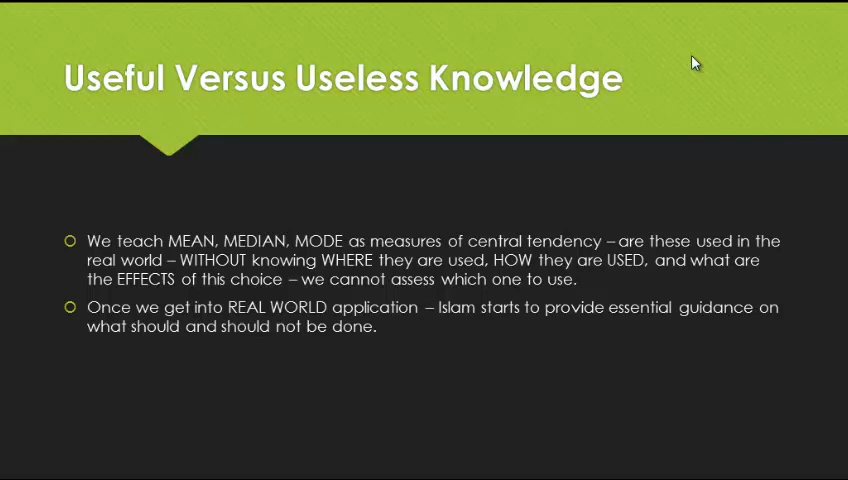 Useful Versus Useless Knowledge
We teach MEAN, MEDIAN, MODE as measures of central tendency – are these used in the
real world – WITHOUT knowing WHERE they are used, HOW they are USED, and what are
the EFFECTS of this choice – we cannot assess which one to use.
Once we get into REAL WORLD application – Islam starts to provide essential guidance on
what should and should not be done.